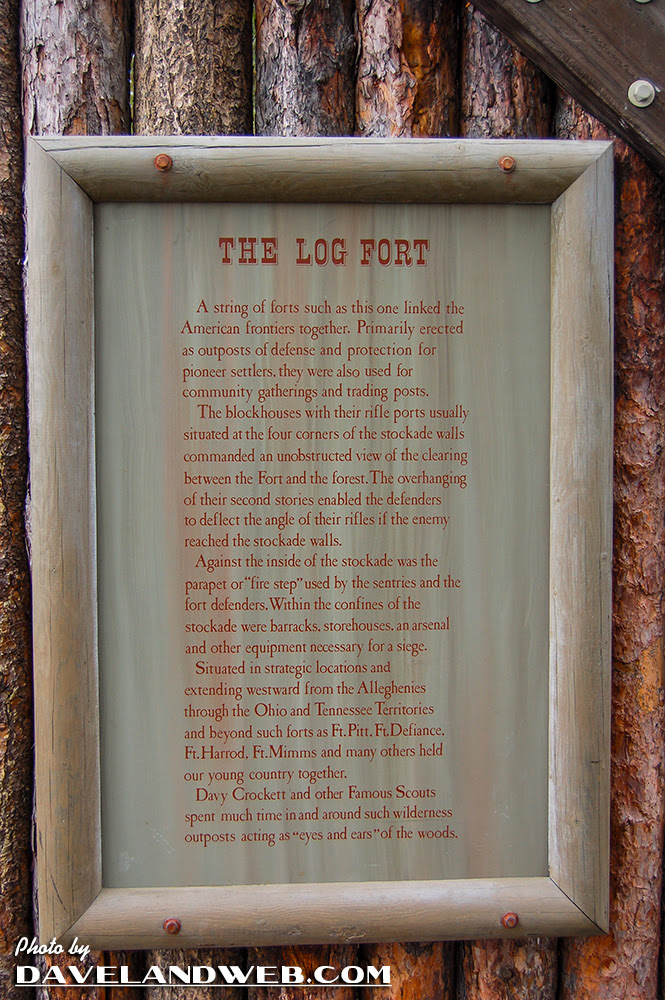 THE LOG FORT
A string of forts such as this one linked the
American frontiers together. Primarily erected
as outposts of defense and protection for
pioneer settlers, they were also used for
community gatherings and trading posts.
The blockhouses with their rifle ports usually
situated at the four corners of the stockade walls
commanded an unobstructed view of the clearing
between the Fort and the forest. The overhanging
of their second stories enabled the defenders
to deflect the angle of their rifles if the enemy
reached the stockade walls.
Against the inside of the stockade was the
parapet or "fire step" used by the sentries and the
fort defenders. Within the confines of the
stockade were barracks, storehouses, an arsenal
and other equipment necessary for a siege.
Situated in strategic locations and
extending westward from the Alleghenies
through the Ohio and Tennessee Territories
and beyond such forts as Ft. Pitt, Ft. Defiance,
Ft. Harrod, Ft. Mimms and many others held
our young country together.
Davy Crockett and other Famous Scouts
spent much time in and around such wilderness
outposts acting as "eyes and ears" of the woods.
Photo by
DAVELANDWEB.COM